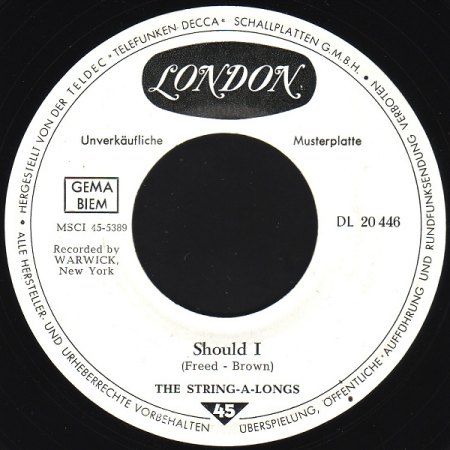 HERGESTELLT VON DER TELDEC „TELEFUNKEN-DECCA“ SCHALLPLATTEN G.M.B.H.
LONDON
Unverkäufliche Musterplatte
GEMA
BIEM
MSCI 45-5389
DL 20 446
Recorded by
WARWICK,
New York
Should I
(Freed - Brown)
THE STRING-A-LONGS
45
ALLE HERSTELLER- UND URHEBERRECHTE VORBEHALTEN
ÜBERSPIELUNG, ÖFFENTLICHE AUFFÜHRUNG UND RUNDFUNKSENDUNG VERBOTEN